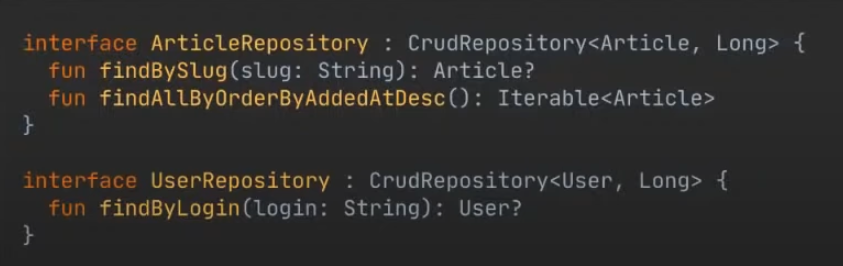 interface ArticleRepository : CrudRepository<Article, Long> {
  fun findBySlug(slug: String): Article?
  fun findAllByOrderByAddedAtDesc(): Iterable<Article>
}

interface UserRepository : CrudRepository<User, Long> {
  fun findByLogin(login: String): User?
}